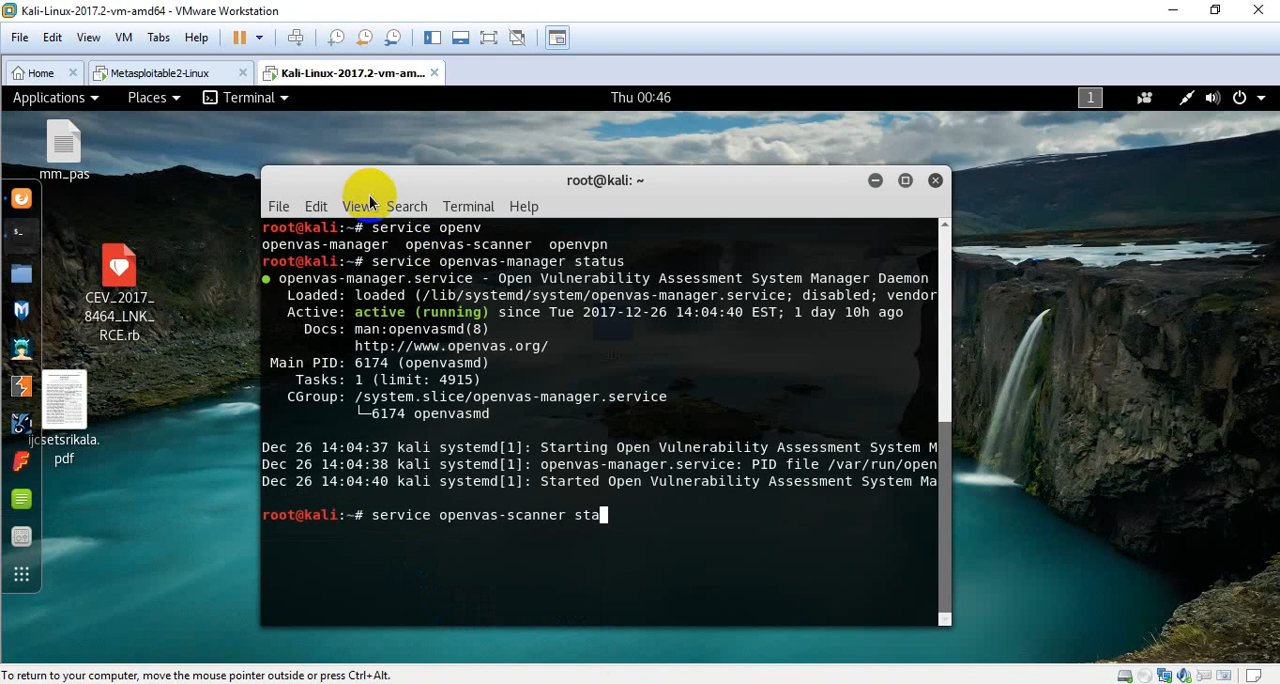 Kali-Linux-2017.2-vm-amd64 - VMware Workstation
File Edit View VM Tabs Help
Home Metasploitable2-Linux Kali-Linux-2017.2-vm-am...
Applications Places Terminal Thu 00:46 1
mm_pas
root@kali: ~
File Edit View Search Terminal Help
root@kali:~# service openv
openvas-manager openvas-scanner openvpn
root@kali:~# service openvas-manager status
● openvas-manager.service - Open Vulnerability Assessment System Manager Daemon
Loaded: loaded (/lib/systemd/system/openvas-manager.service; disabled; vendor
Active: active (running) since Tue 2017-12-26 14:04:40 EST; 1 day 10h ago
Docs: man:openvasmd(8)
http://www.openvas.org/
Main PID: 6174 (openvasmd)
Tasks: 1 (limit: 4915)
CGroup: /system.slice/openvas-manager.service
└─6174 openvasmd
Dec 26 14:04:37 kali systemd[1]: Starting Open Vulnerability Assessment System M
Dec 26 14:04:38 kali systemd[1]: openvas-manager.service: PID file /var/run/open
Dec 26 14:04:40 kali systemd[1]: Started Open Vulnerability Assessment System Ma
root@kali:~# service openvas-scanner sta
CEV_2017_
8464_LNK_
RCE.rb
ijcsetsrikala.
pdf
To return to your computer, move the mouse pointer outside or press Ctrl+Alt.